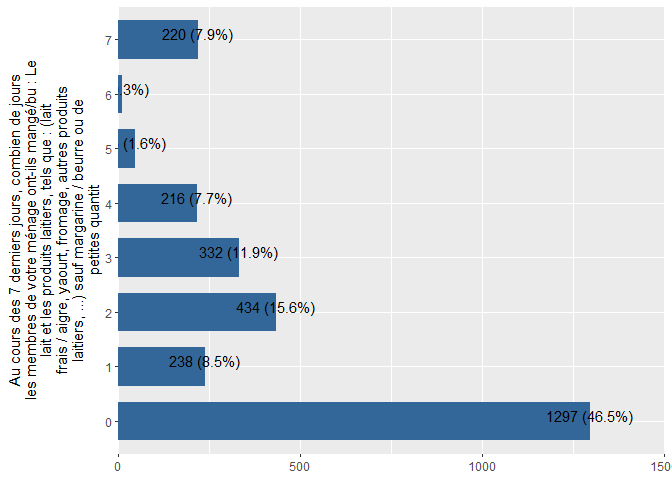 Au cours des 7 derniers jours, combien de jours
les membres de votre ménage ont-ils mangé/bu : Le
lait et les produits laitiers, tels que : (lait
frais / aigre, yaourt, fromage, autres produits
laitiers, ...) sauf margarine / beurre ou de
petites quantit
7
220 (7.9%)
6
3%)
5
(1.6%)
4
216 (7.7%)
3
332 (11.9%)
2
434 (15.6%)
1
238 (8.5%)
0
1297 (46.5%)
0 500 1000 150